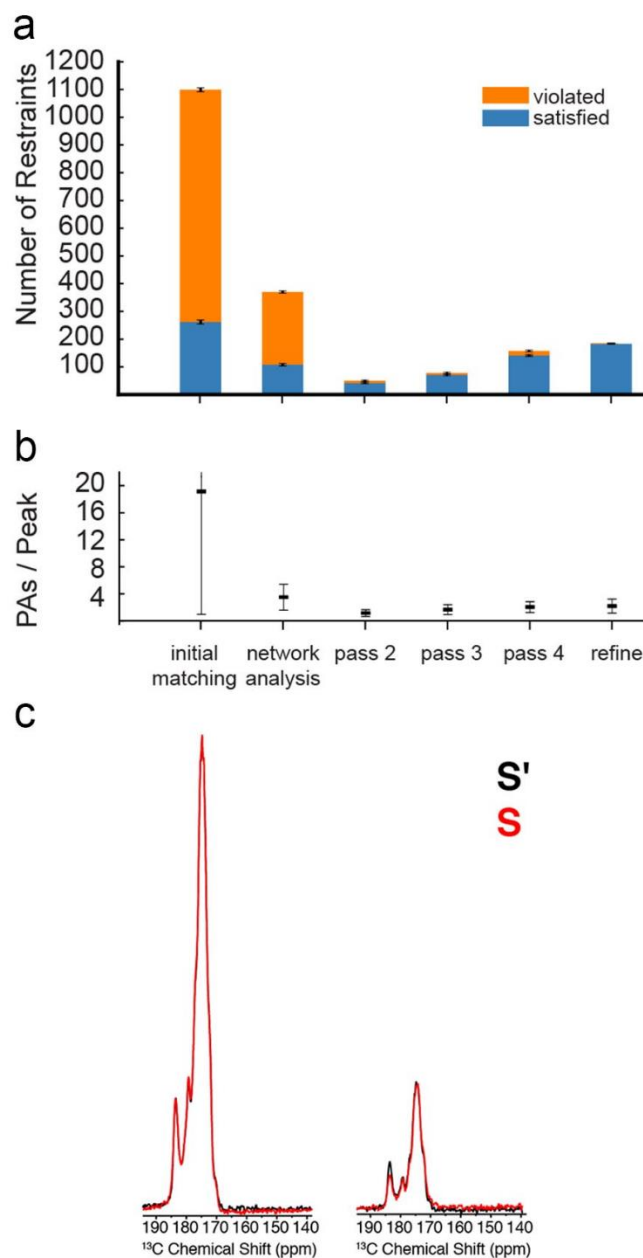 a
1200
1100
1000
900
800
700
600
500
400
300
200
100
Number of Restraints
violated
satisfied
b
20
16
12
8
4
PAs / Peak
initial matching
network analysis
pass 2
pass 3
pass 4
refine
c
S'
S
190 180 170 160 150 140
¹³C Chemical Shift (ppm)
190 180 170 160 150 140
¹³C Chemical Shift (ppm)